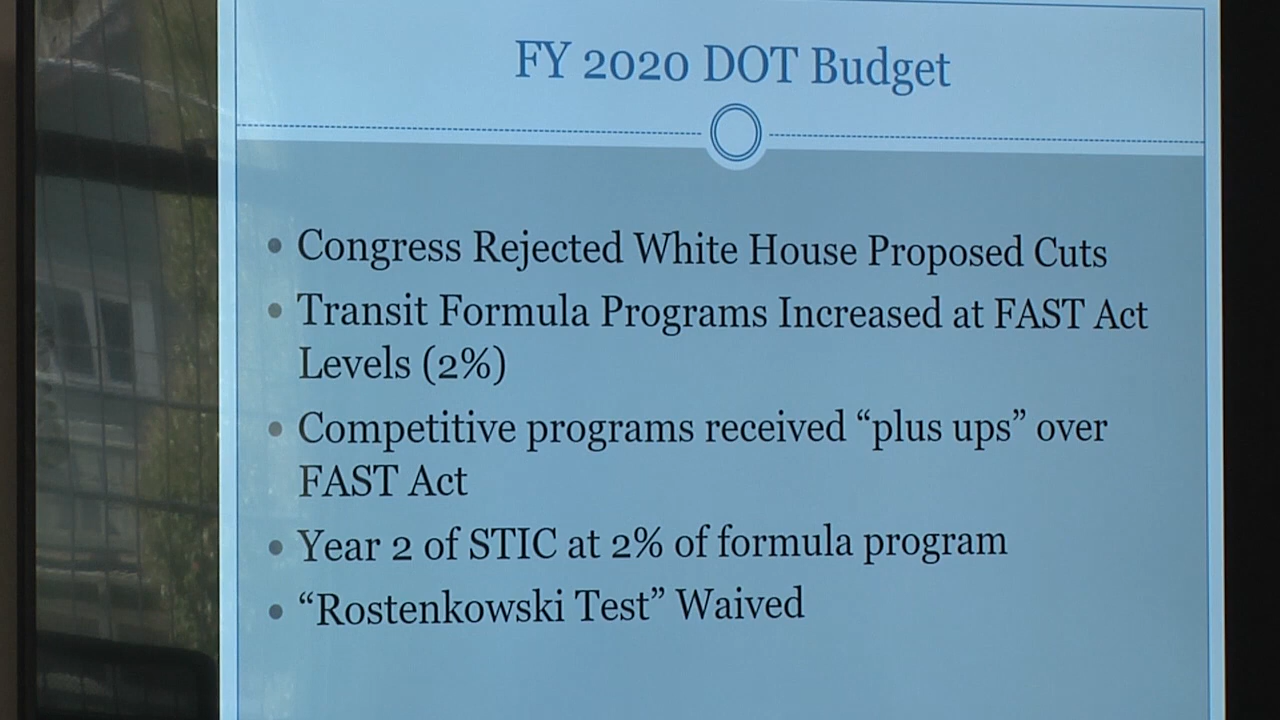 FY 2020 DOT Budget
• Congress Rejected White House Proposed Cuts
• Transit Formula Programs Increased at FAST Act
Levels (2%)
• Competitive programs received “plus ups” over
FAST Act
• Year 2 of STIC at 2% of formula program
• “Rostenkowski Test” Waived